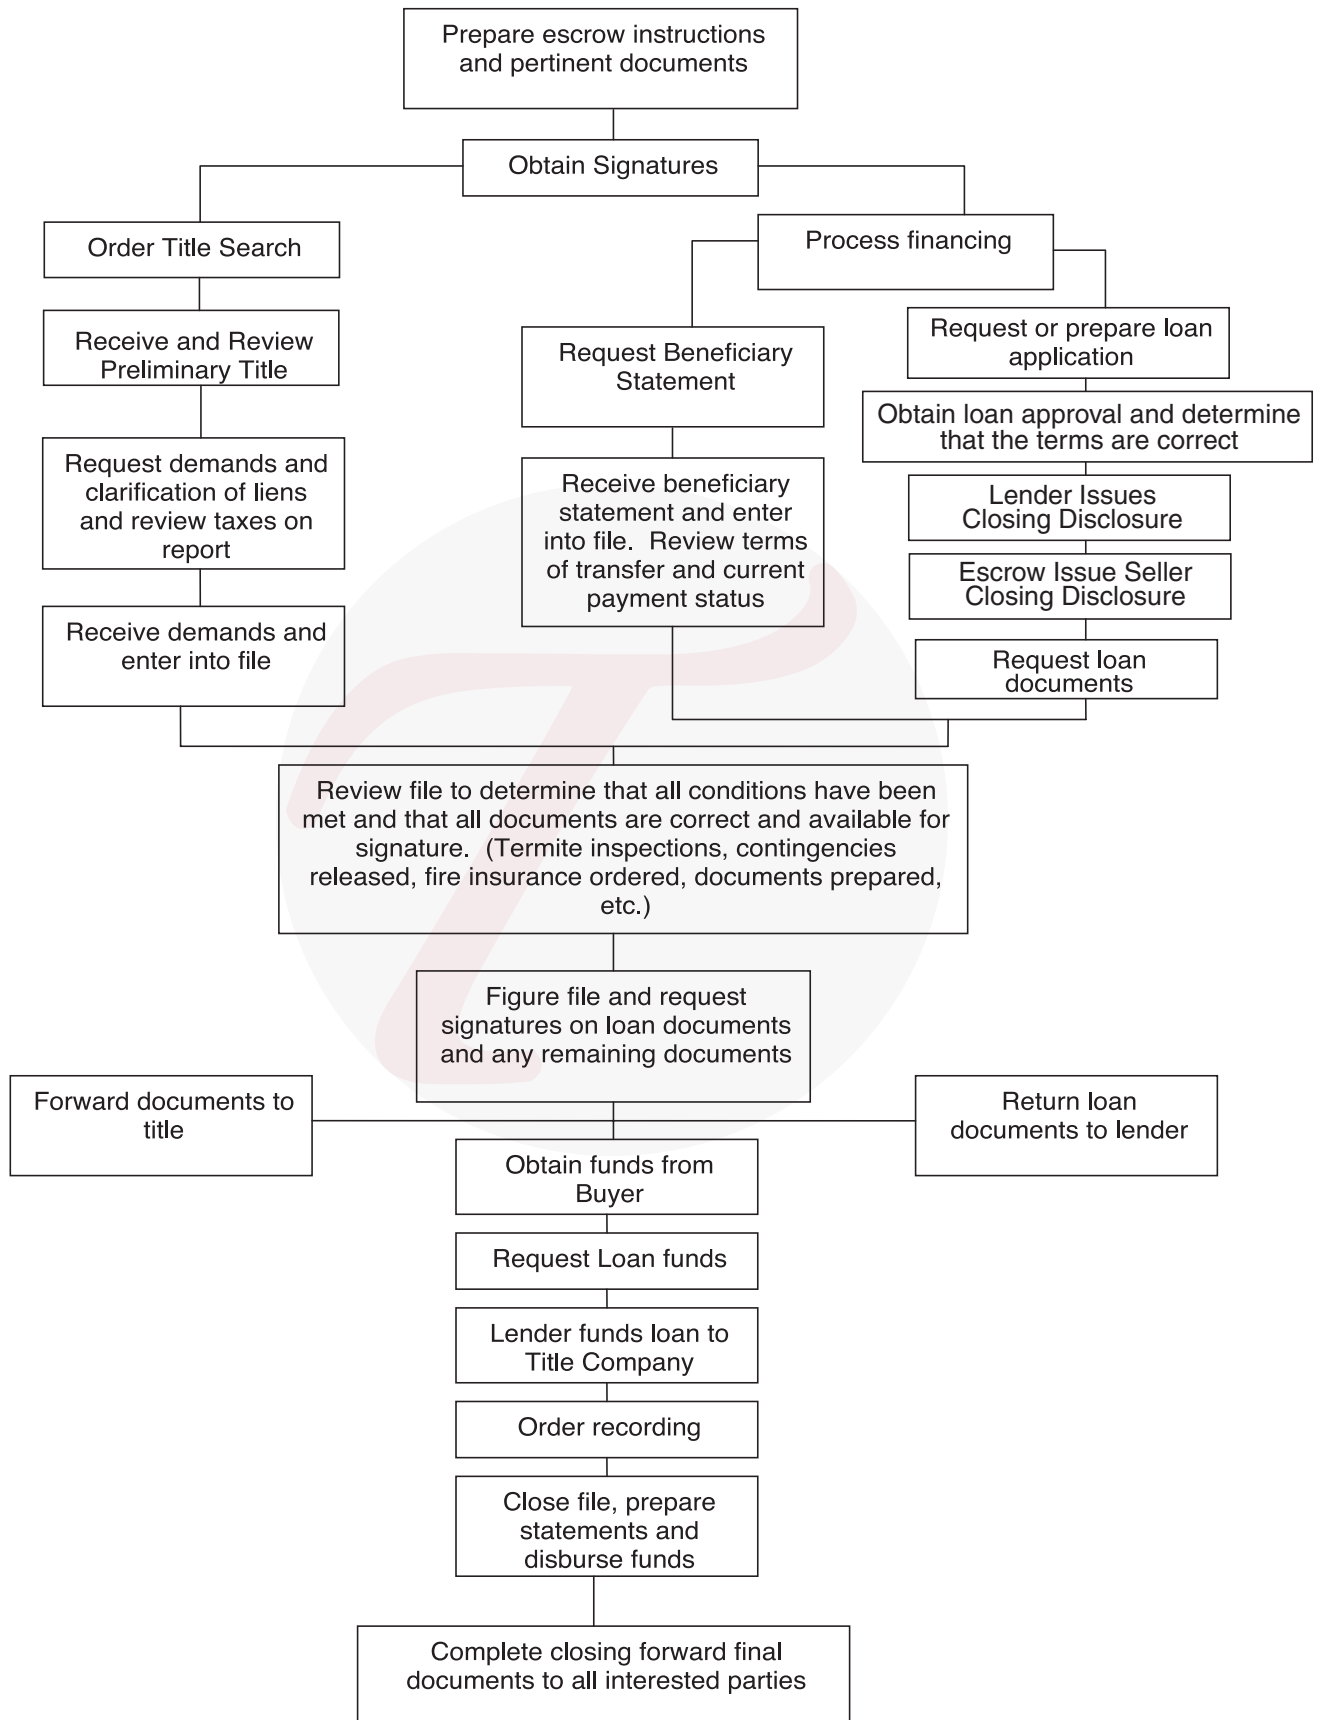 Prepare escrow instructions
and pertinent documents
Obtain Signatures
Order Title Search
Process financing
Receive and Review
Preliminary Title
Request Beneficiary
Statement
Request or prepare loan
application
Obtain loan approval and determine
that the terms are correct
Request demands and
clarification of liens
and review taxes on
report
Receive beneficiary
statement and enter
into file.  Review terms
of transfer and current
payment status
Lender Issues
Closing Disclosure
Escrow Issue Seller
Closing Disclosure
Receive demands and
enter into file
Request loan
documents
Review file to determine that all conditions have been
met and that all documents are correct and available for
signature.  (Termite inspections, contingencies
released, fire insurance ordered, documents prepared,
etc.)
Figure file and request
signatures on loan documents
and any remaining documents
Forward documents to
title
Return loan
documents to lender
Obtain funds from
Buyer
Request Loan funds
Lender funds loan to
Title Company
Order recording
Close file, prepare
statements and
disburse funds
Complete closing forward final
documents to all interested parties